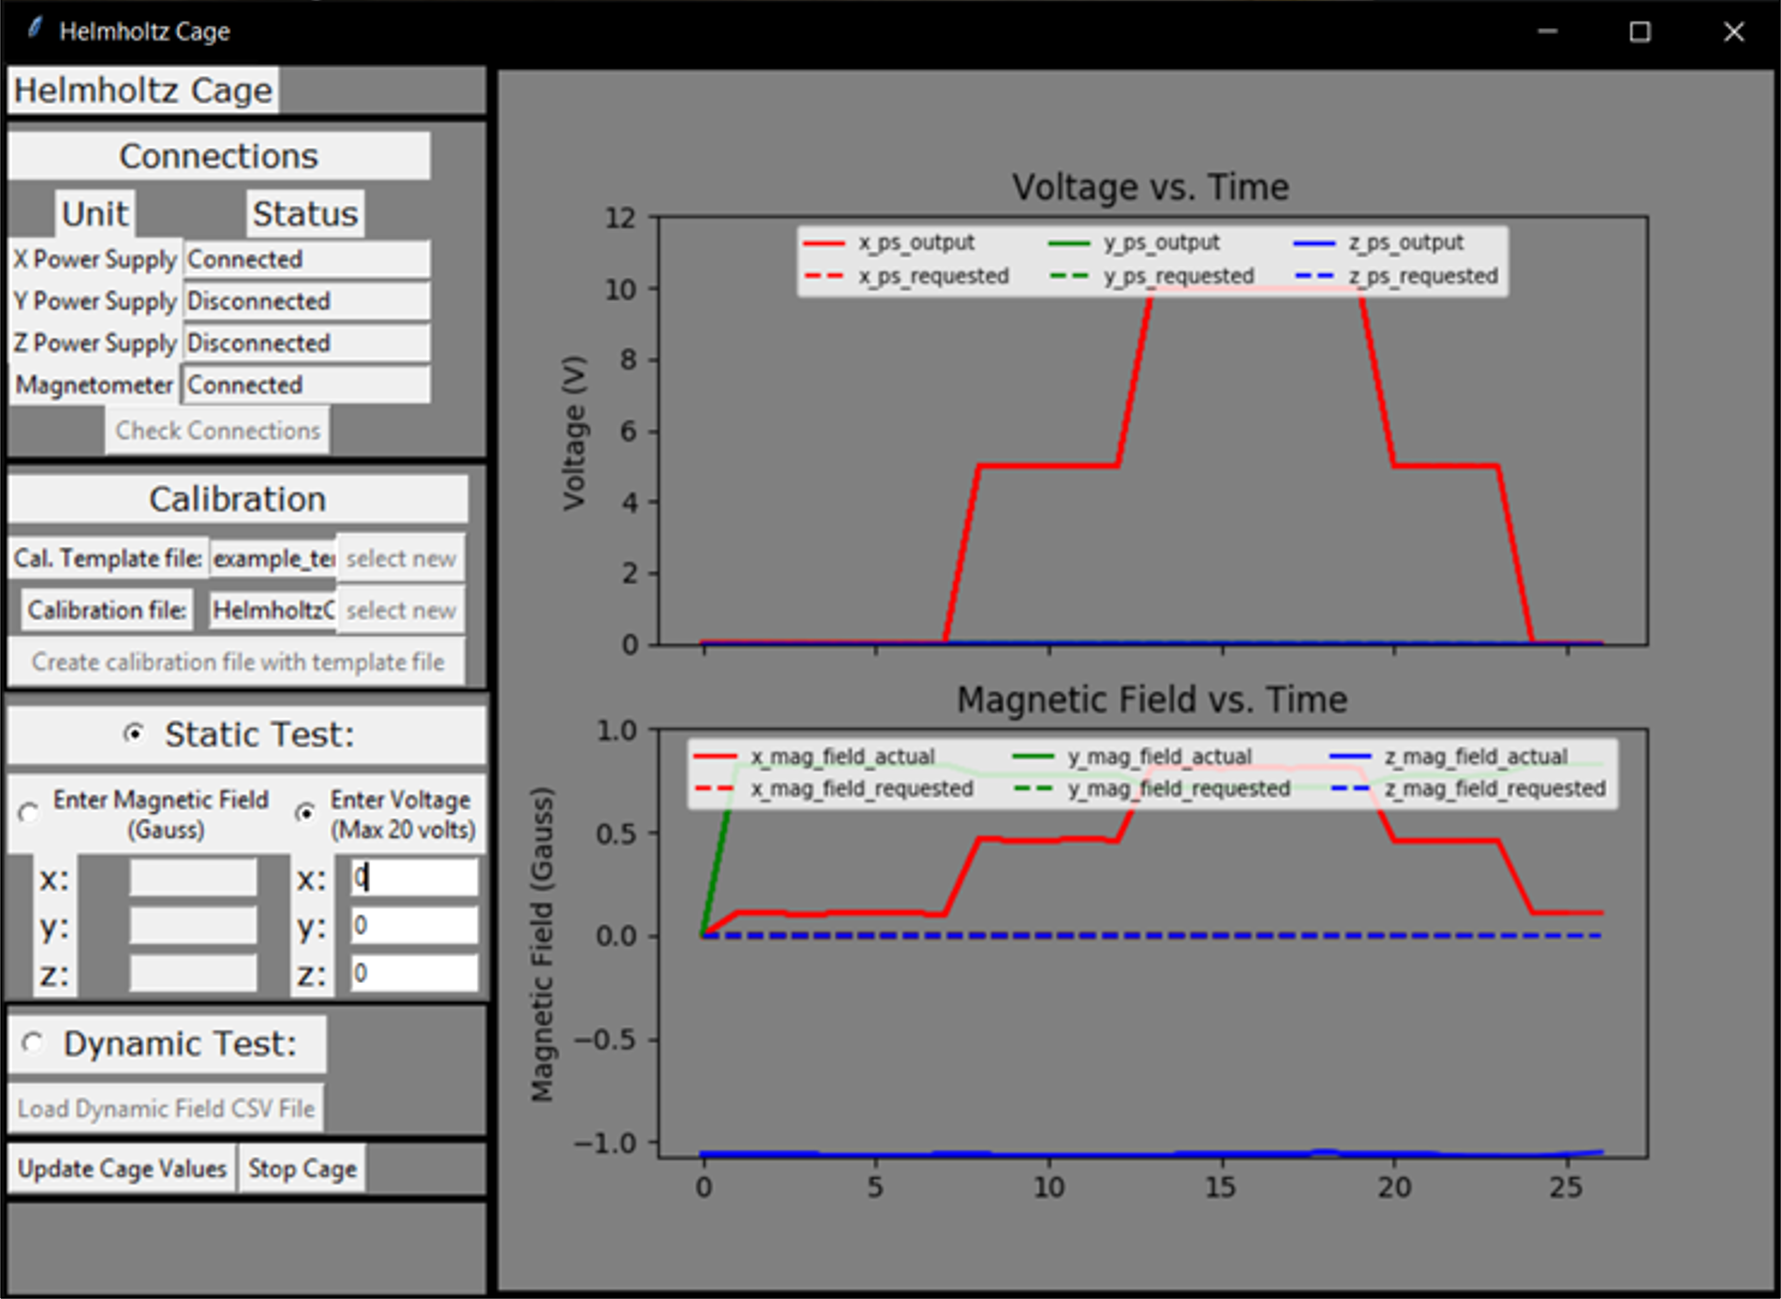 Helmholtz Cage
Helmholtz Cage
Connections
Unit Status
X Power Supply Connected
Y Power Supply Disconnected
Z Power Supply Disconnected
Magnetometer Connected
Check Connections
Calibration
Cal. Template file: example_ter select new
Calibration file: HelmholtzC select new
Create calibration file with template file
Static Test:
Enter Magnetic Field
(Gauss)
Enter Voltage
(Max 20 volts)
x: x: 0
y: y: 0
z: z: 0
Dynamic Test:
Load Dynamic Field CSV File
Update Cage Values Stop Cage
Voltage vs. Time
x_ps_output y_ps_output z_ps_output
x_ps_requested y_ps_requested z_ps_requested
Voltage (V)
12
10
8
6
4
2
0
Magnetic Field vs. Time
x_mag_field_actual y_mag_field_actual z_mag_field_actual
x_mag_field_requested y_mag_field_requested z_mag_field_requested
Magnetic Field (Gauss)
1.0
0.5
0.0
−0.5
−1.0
0 5 10 15 20 25